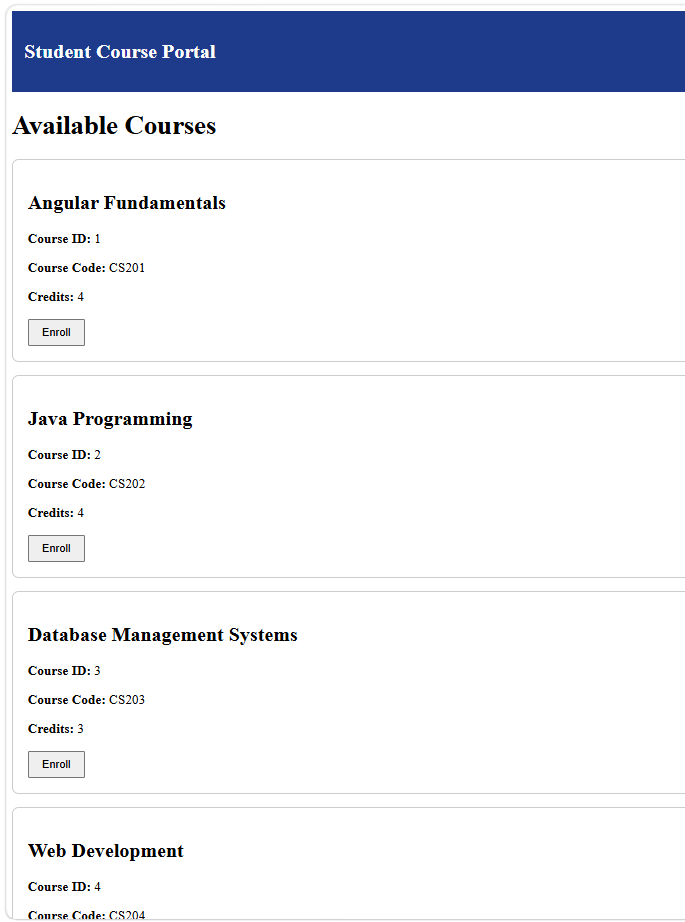 Student Course Portal
Available Courses
Angular Fundamentals
Course ID: 1
Course Code: CS201
Credits: 4
Enroll
Java Programming
Course ID: 2
Course Code: CS202
Credits: 4
Enroll
Database Management Systems
Course ID: 3
Course Code: CS203
Credits: 3
Enroll
Web Development
Course ID: 4
Course Code: CS204